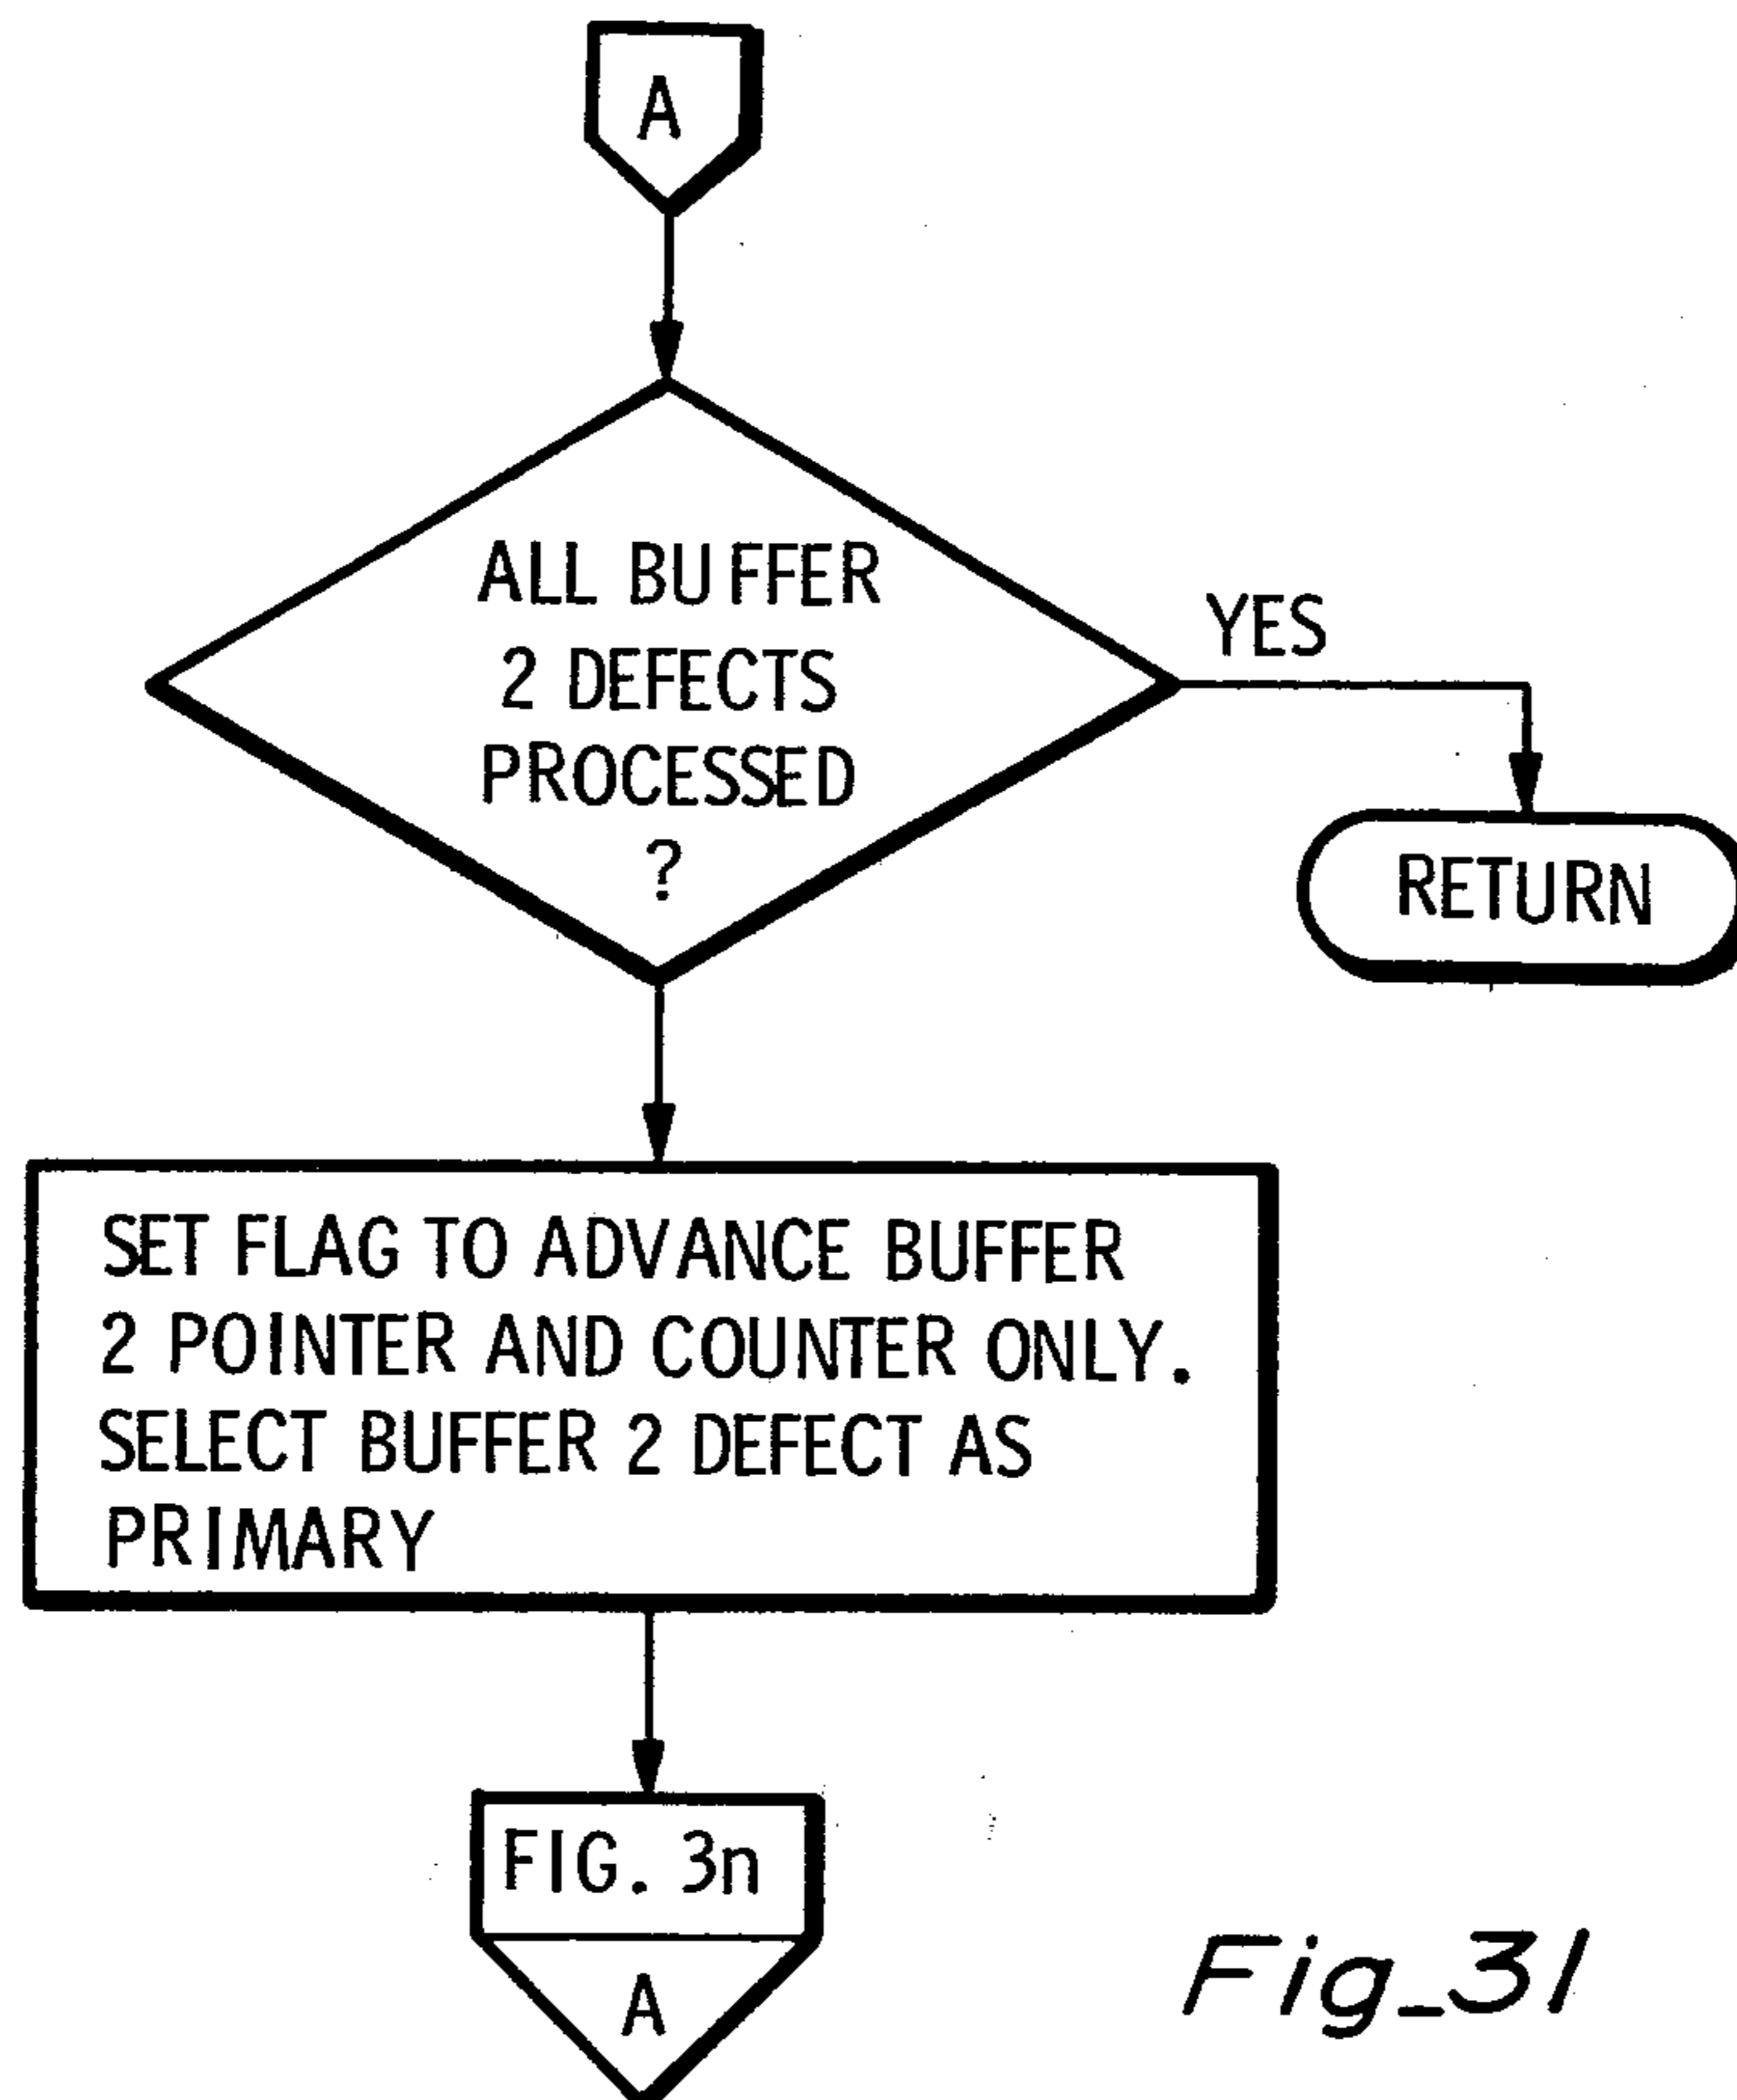 A
ALL BUFFER
2 DEFECTS
PROCESSED
?
YES
RETURN
SET FLAG TO ADVANCE BUFFER
2 POINTER AND COUNTER ONLY.
SELECT BUFFER 2 DEFECT AS
PRIMARY
FIG. 3n
A
Fig_3l